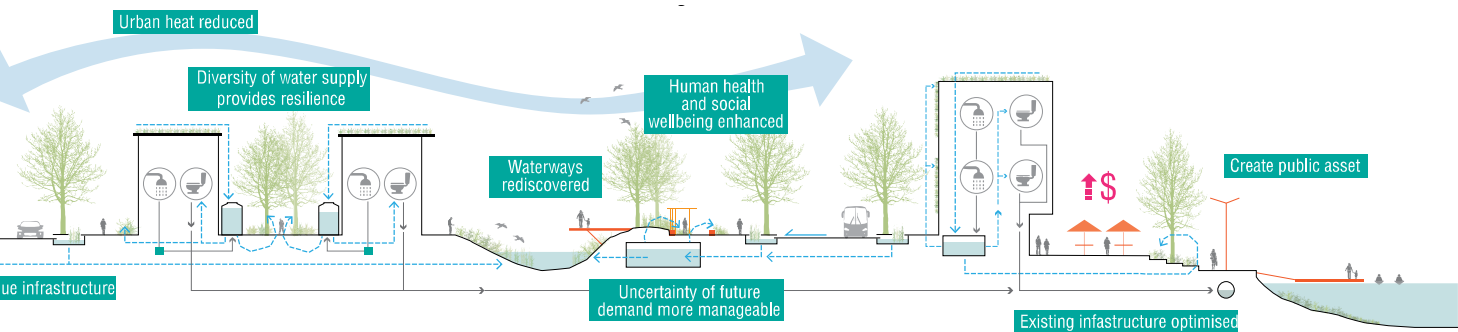 Urban heat reduced
Diversity of water supply
provides resilience
Human health
and social
wellbeing enhanced
Waterways
rediscovered
Create public asset
$
ue infrastructure
Uncertainty of future
demand more manageable
Existing infastructure optimised